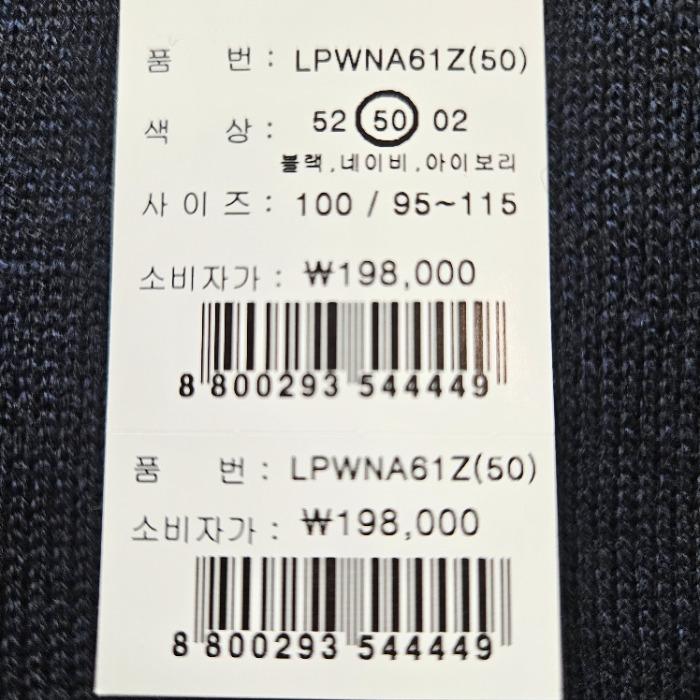 품 번 : LPWNA61Z(50)
색 상 : 52 50 02
블랙,네이비,아이보리
사이즈 : 100 / 95~115
소비자가 : ₩198,000
8 800293 544449
품 번 : LPWNA61Z(50)
소비자가 : ₩198,000
8 800293 544449